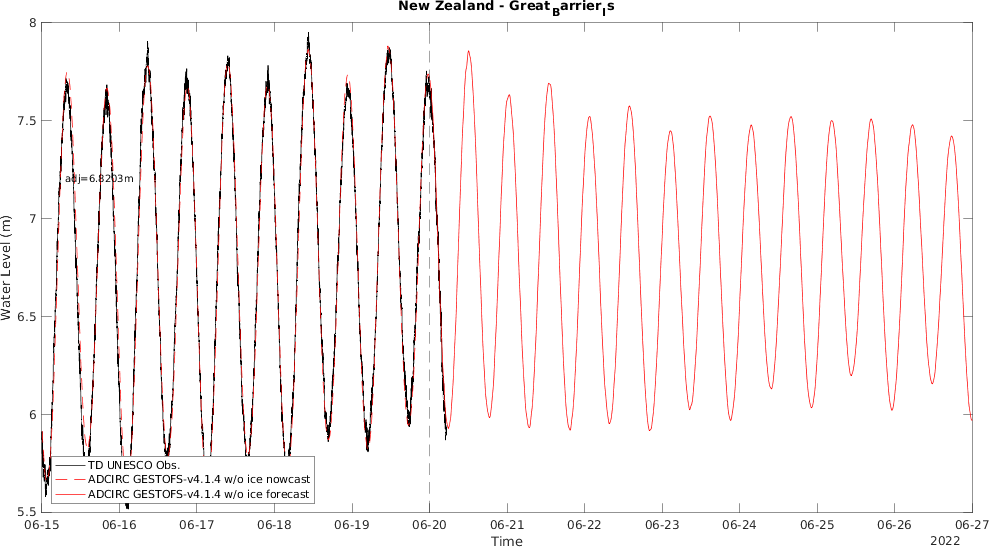 New Zealand - Great_Barrier_Is
8
7.5
7
6.5
6
5.5
Water Level (m)
adj=6.8203m
TD UNESCO Obs.
ADCIRC GESTOFS-v4.1.4 w/o ice nowcast
ADCIRC GESTOFS-v4.1.4 w/o ice forecast
06-15 06-16 06-17 06-18 06-19 06-20 06-21 06-22 06-23 06-24 06-25 06-26 06-27
Time
2022